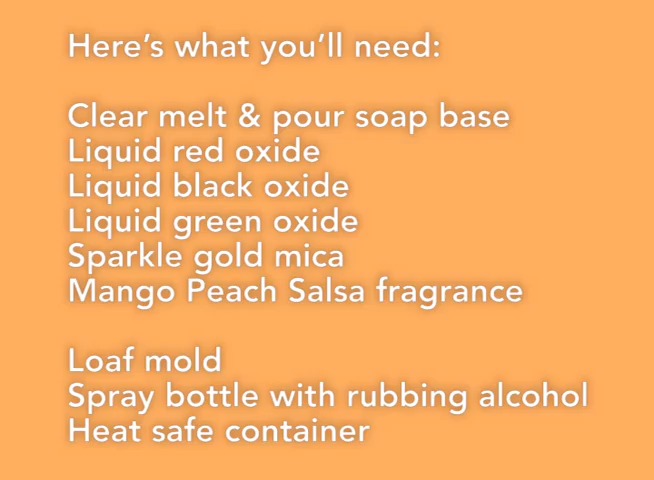 Here’s what you’ll need:
Clear melt & pour soap base
Liquid red oxide
Liquid black oxide
Liquid green oxide
Sparkle gold mica
Mango Peach Salsa fragrance
Loaf mold
Spray bottle with rubbing alcohol
Heat safe container